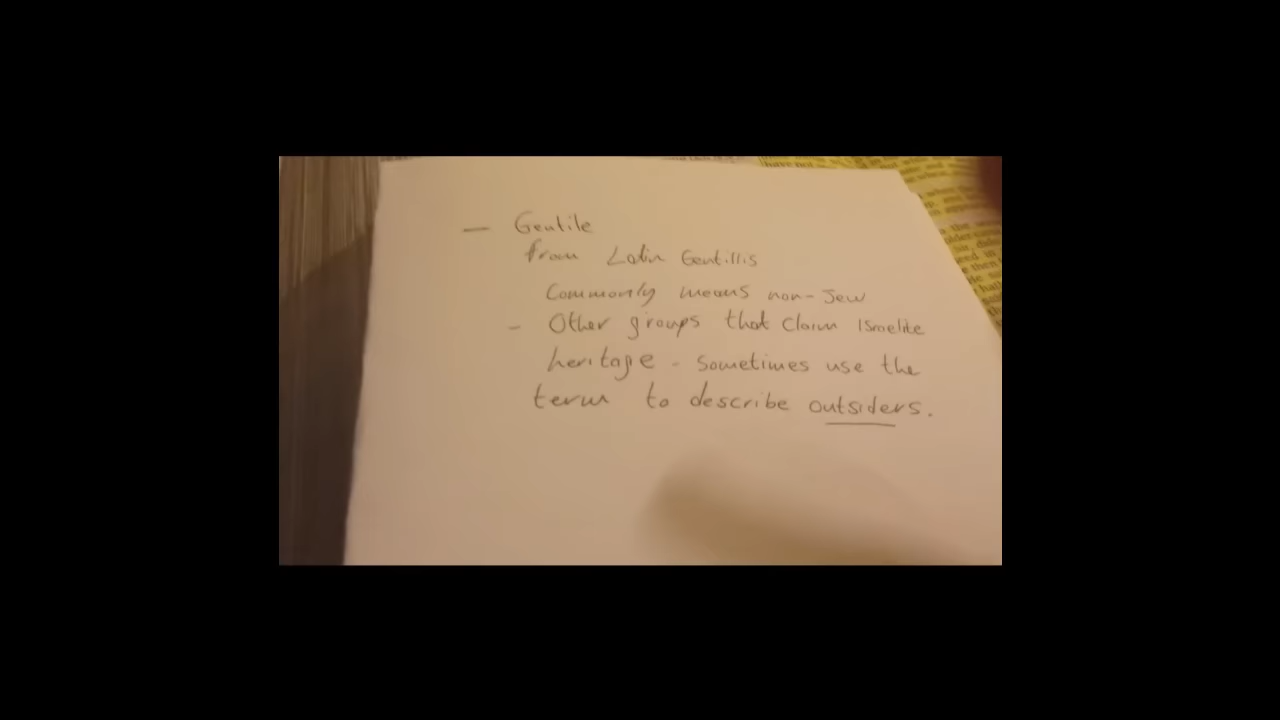 — Gentile
from Latin Gentillis
Commonly means non-Jew
- Other groups that claim Israelite
heritage - sometimes use the
term to describe outsiders.